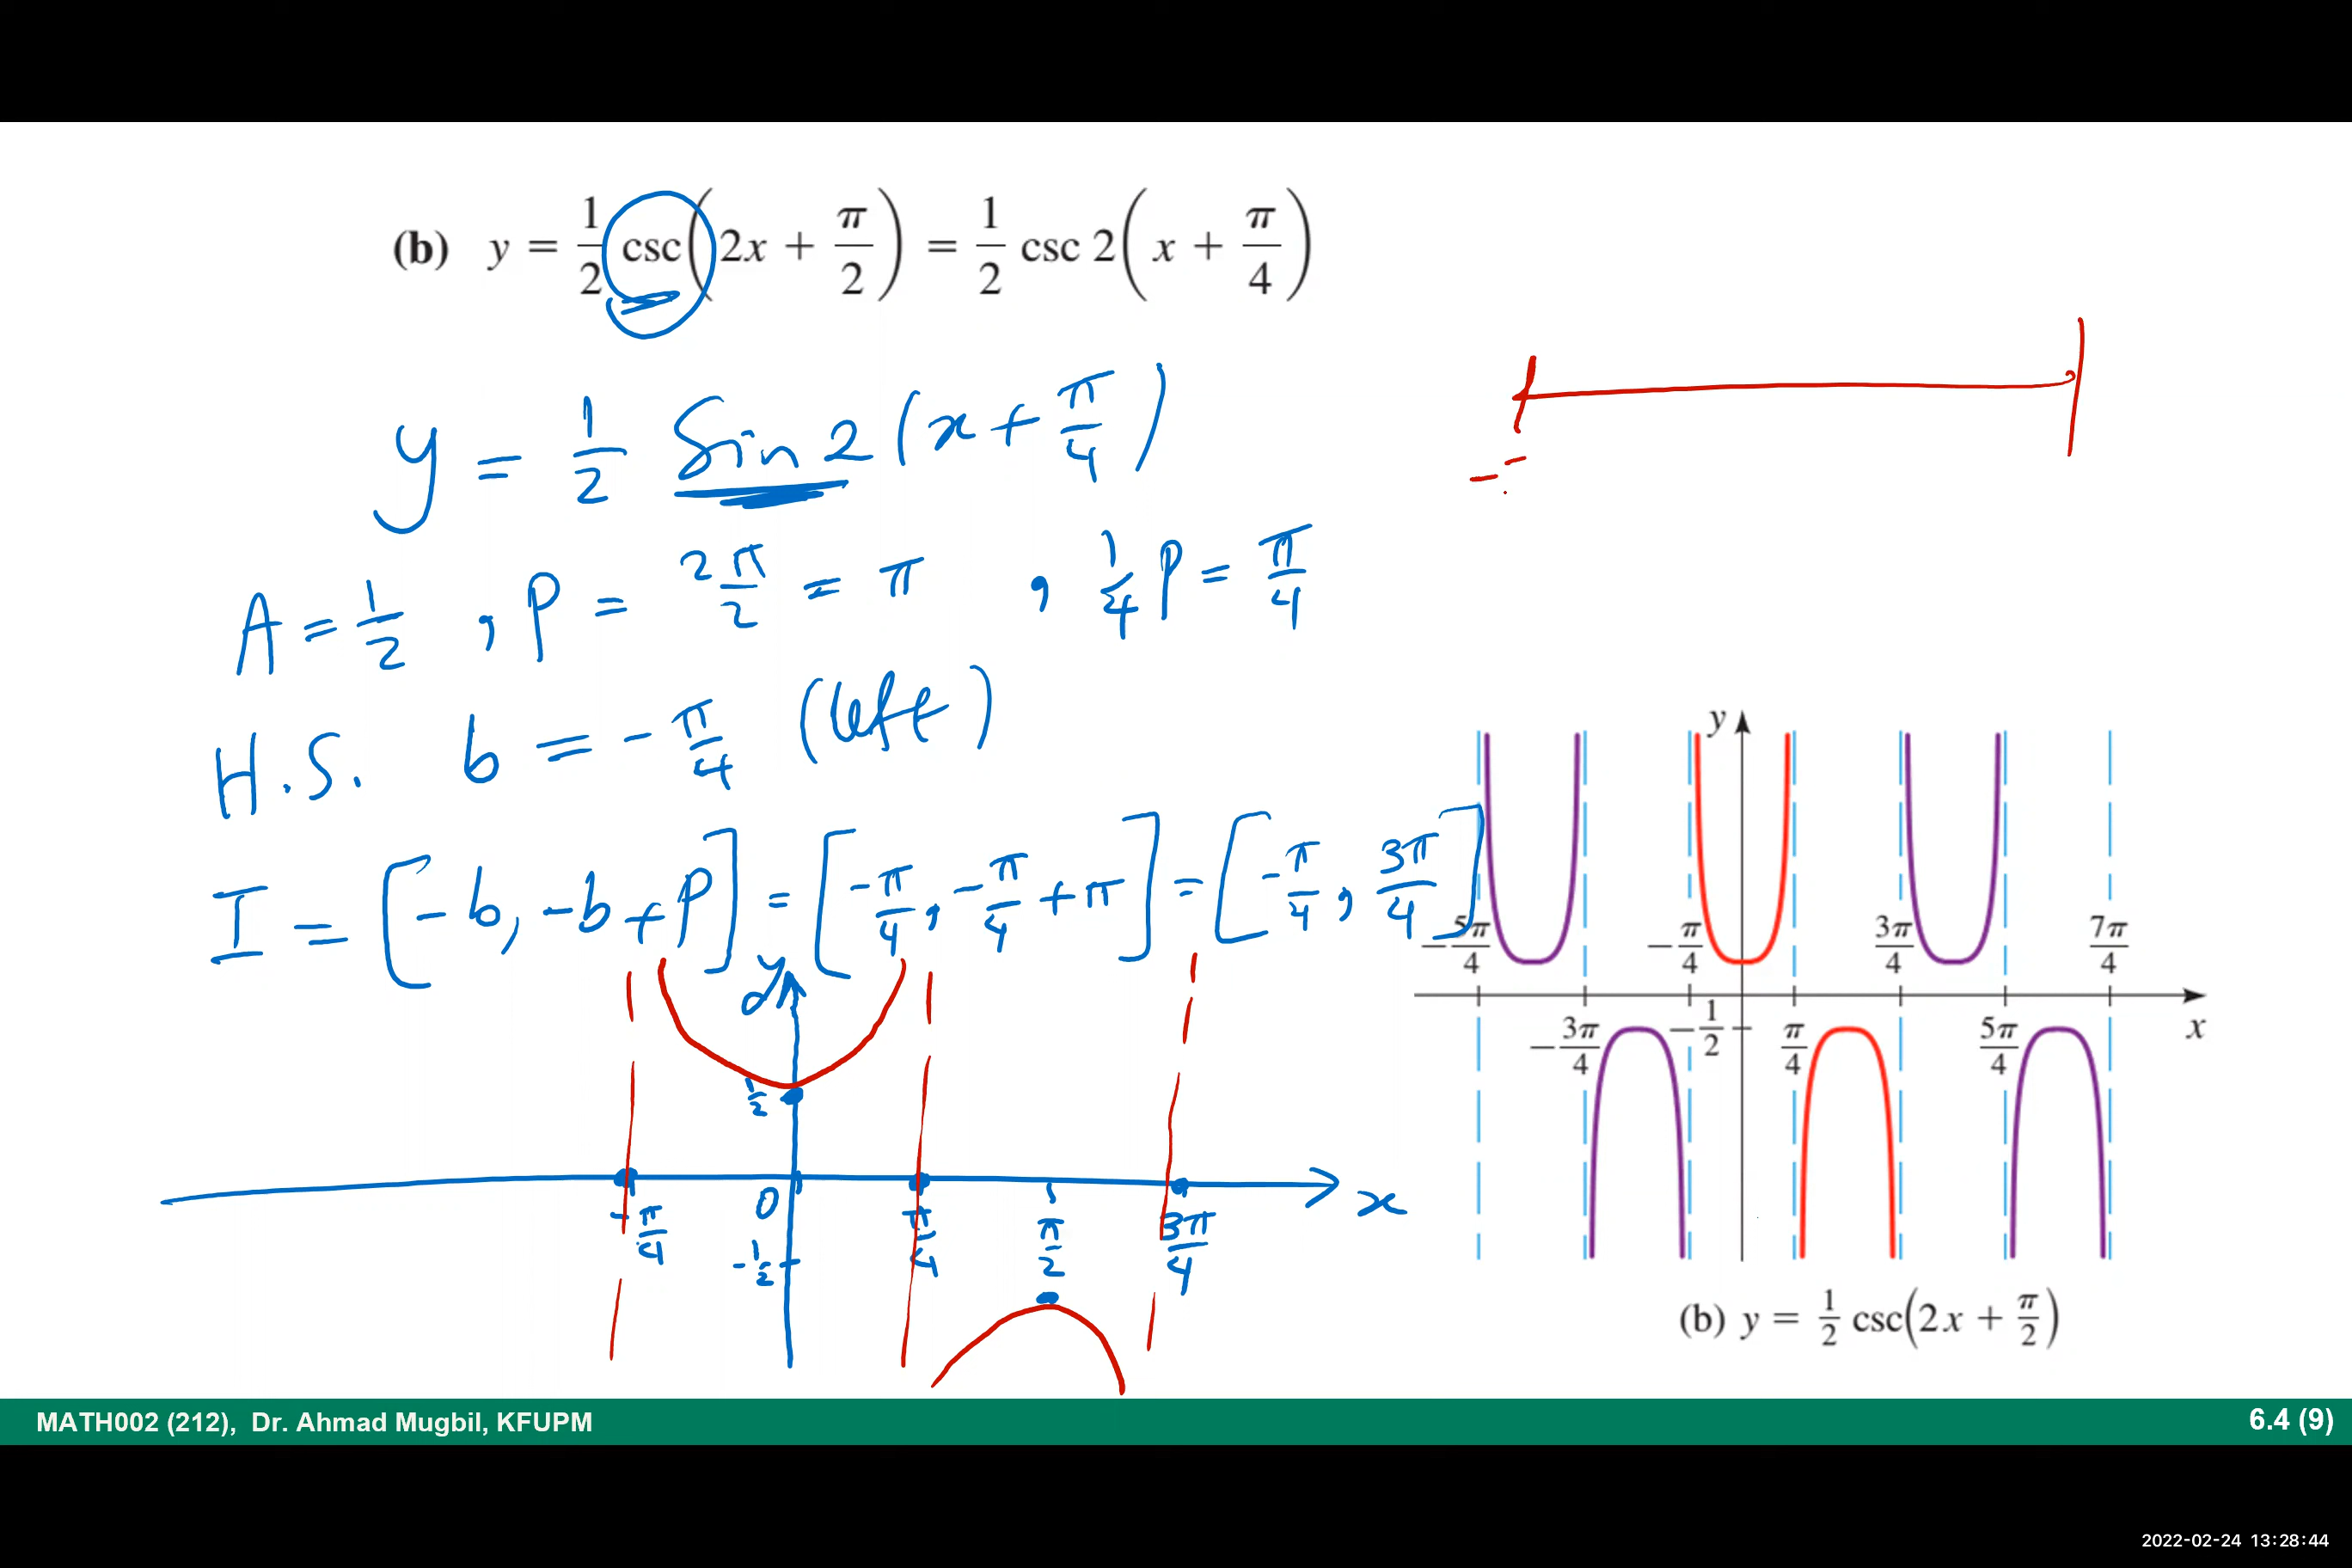 (b) y = 1/2 csc(2x + π/2) = 1/2 csc 2(x + π/4)
y = 1/2 Sin 2(x + π/4)
A = 1/2 , P = 2π/2 = π , 1/4 P = π/4
H.S. b = -π/4 (left)
I = [-b, -b+P] = [-π/4, -π/4 + π] = [-π/4, 3π/4]
y
1/2
0
-π/4
π/4
π/2
3π/4
x
-1/2
y
-5π/4
-π/4
3π/4
7π/4
-3π/4
-1/2
π/4
5π/4
x
(b) y = 1/2 csc(2x + π/2)
MATH002 (212), Dr. Ahmad Mugbil, KFUPM
6.4 (9)
2022-02-24 13:28:44